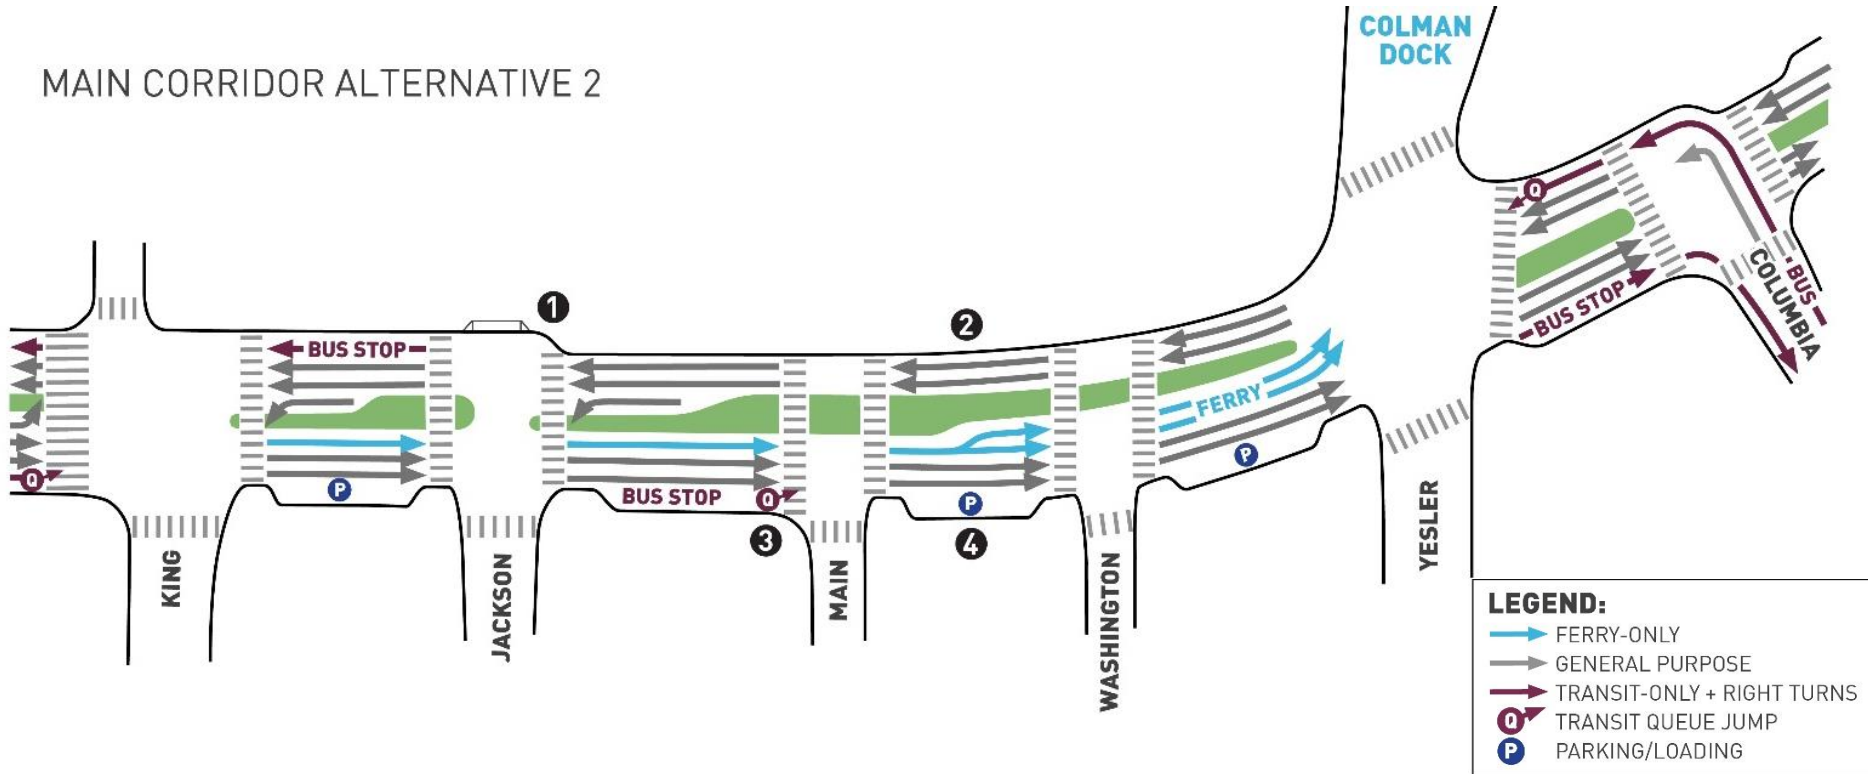 MAIN CORRIDOR ALTERNATIVE 2
COLMAN
DOCK
1
2
Q
BUS STOP
BUS
COLUMBIA
BUS STOP
FERRY
Q
P
BUS STOP
Q
P
P
3
4
KING
JACKSON
MAIN
WASHINGTON
YESLER
LEGEND:
FERRY-ONLY
GENERAL PURPOSE
TRANSIT-ONLY + RIGHT TURNS
Q TRANSIT QUEUE JUMP
P PARKING/LOADING